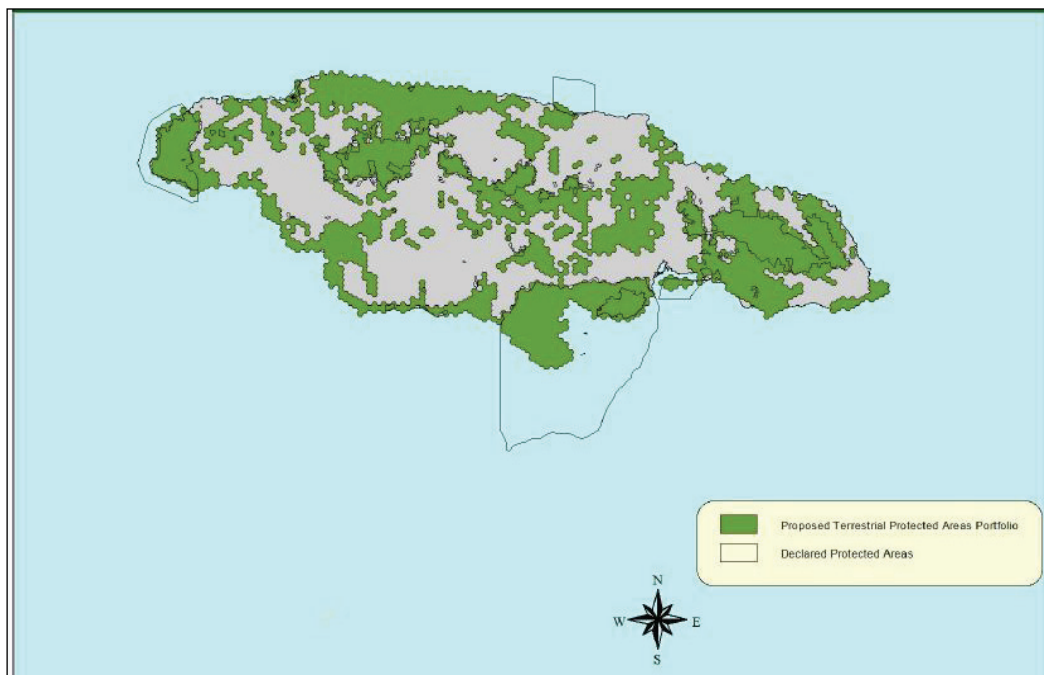 Proposed Terrestrial Protected Areas Portfolio
Declared Protected Areas
N
W E
S